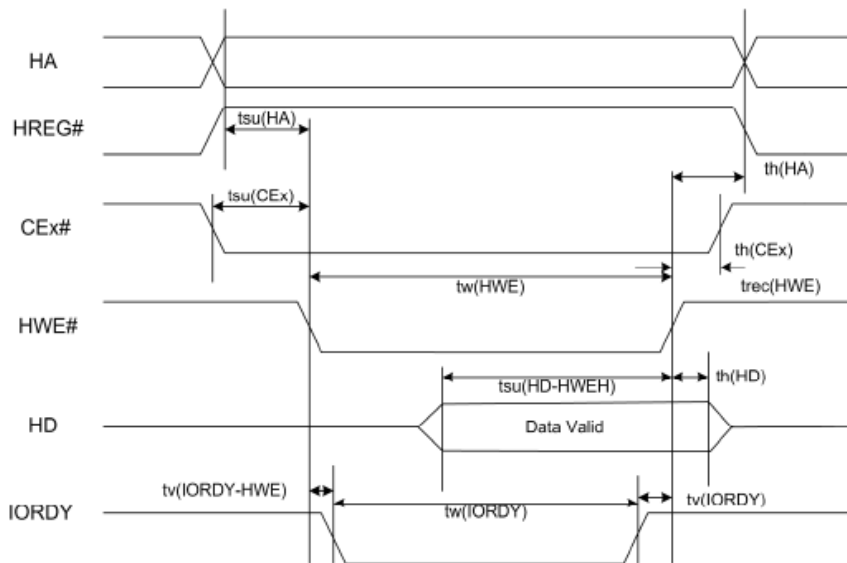 HA
HREG#
tsu(HA)
th(HA)
tsu(CEx)
CEx#
th(CEx)
tw(HWE)
trec(HWE)
HWE#
tsu(HD-HWEH)
th(HD)
HD
Data Valid
tv(IORDY-HWE)
tw(IORDY)
tv(IORDY)
IORDY